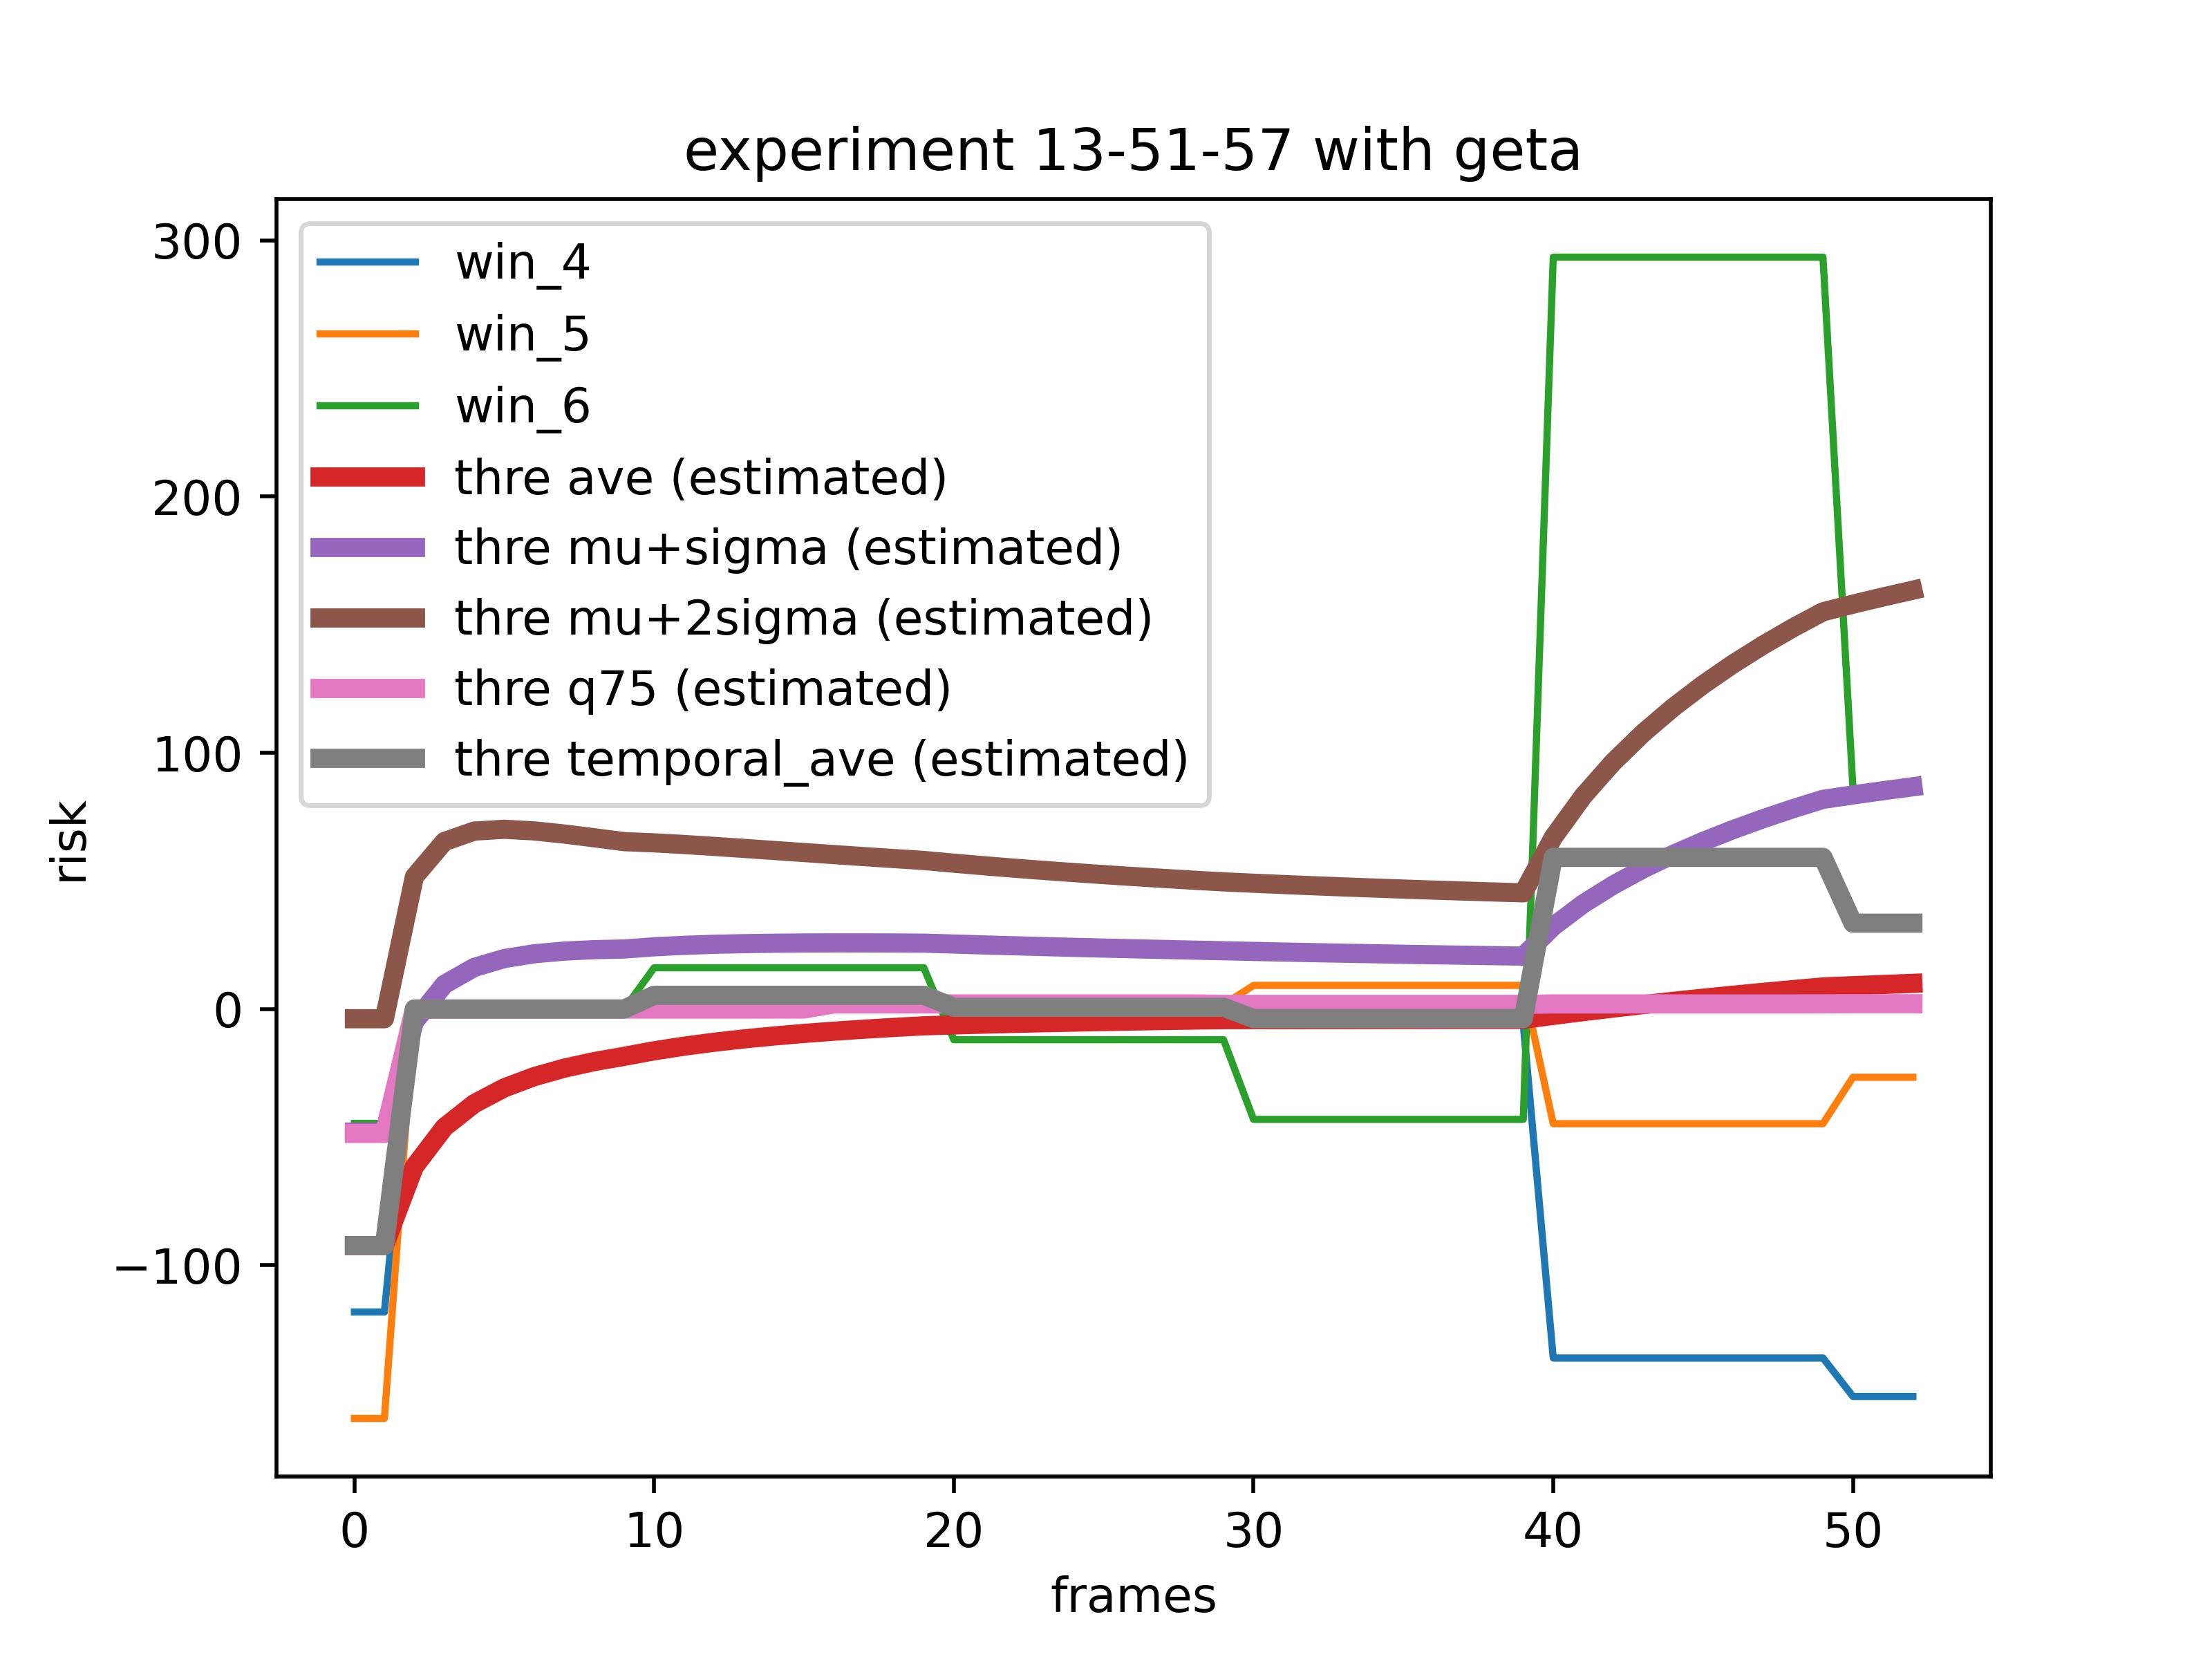 experiment 13-51-57 with geta
300
200
100
0
−100
risk
win_4
win_5
win_6
thre ave (estimated)
thre mu+sigma (estimated)
thre mu+2sigma (estimated)
thre q75 (estimated)
thre temporal_ave (estimated)
0 10 20 30 40 50
frames